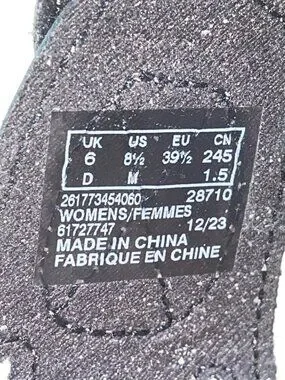 UK US EU CN
6 8½ 39½ 245
D M 1.5
261773454060 28710
WOMENS/FEMMES
61727747 12/23
MADE IN CHINA
FABRIQUE EN CHINE